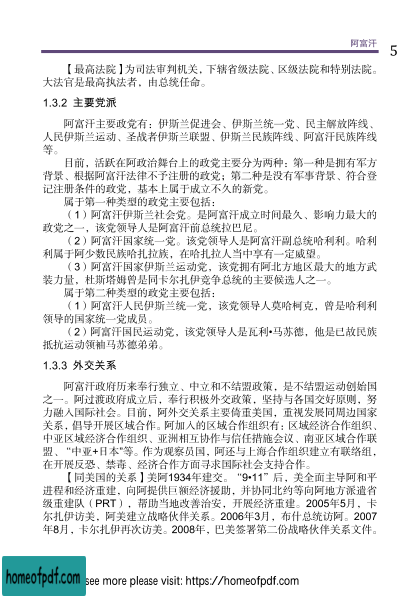 阿富汗
5
【最高法院】为司法审判机关，下辖省级法院、区级法院和特别法院。
大法官是最高执法者，由总统任命。
1.3.2 主要党派
阿富汗主要政党有：伊斯兰促进会、伊斯兰统一党、民主解放阵线、
人民伊斯兰运动、圣战者伊斯兰联盟、伊斯兰民族阵线、阿富汗民族阵线
等。
目前，活跃在阿政治舞台上的政党主要分为两种：第一种是拥有军方
背景、根据阿富汗法律不予注册的政党；第二种是没有军事背景、符合登
记注册条件的政党，基本上属于成立不久的新党。
属于第一种类型的政党主要包括：
（1）阿富汗伊斯兰社会党。是阿富汗成立时间最久、影响力最大的
政党之一，该党领导人是阿富汗前总统拉巴尼。
（2）阿富汗国家统一党。该党领导人是阿富汗副总统哈利利。哈利
利属于阿少数民族哈扎拉族，在哈扎拉人当中享有一定威望。
（3）阿富汗国家伊斯兰运动党，该党拥有阿北方地区最大的地方武
装力量，杜斯塔姆曾是同卡尔扎伊竞争总统的主要候选人之一。
属于第二种类型的政党主要包括：
（1）阿富汗人民伊斯兰统一党，该党领导人莫哈柯克，曾是哈利利
领导的国家统一党成员。
（2）阿富汗国民运动党，该党领导人是瓦利•马苏德，他是已故民族
抵抗运动领袖马苏德弟弟。
1.3.3 外交关系
阿富汗政府历来奉行独立、中立和不结盟政策，是不结盟运动创始国
之一。阿过渡政府成立后，奉行积极外交政策，坚持与各国交好原则，努
力融入国际社会。目前，阿外交关系主要倚重美国，重视发展同周边国家
关系，倡导开展区域合作。阿加入的区域合作组织有：区域经济合作组织、
中亚区域经济合作组织、亚洲相互协作与信任措施会议、南亚区域合作联
盟、“中亚+日本”等。作为观察员国，阿还与上海合作组织建立有联络组，
在开展反恐、禁毒、经济合作方面寻求国际社会支持合作。
【同美国的关系】美阿1934年建交。“9•11”后，美全面主导阿和平
进程和经济重建，向阿提供巨额经济援助，并协同北约等向阿地方派遣省
级重建队（PRT），帮助当地改善治安，开展经济重建。2005年5月，卡
尔扎伊访美，阿美建立战略伙伴关系。2006年3月，布什总统访阿。2007
年8月，卡尔扎伊再次访美。2008年，巴美签署第二份战略伙伴关系文件。
homeofpdf.com
see more please visit: https://homeofpdf.com